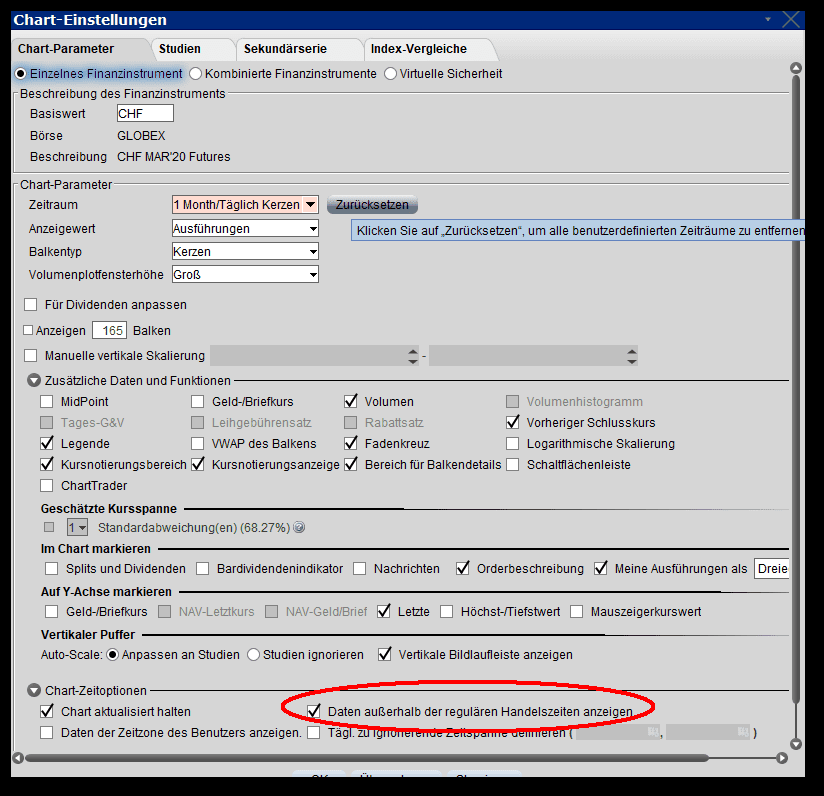 Chart-Einstellungen
Chart-Parameter Studien Sekundärserie Index-Vergleiche
Einzelnes Finanzinstrument Kombinierte Finanzinstrumente Virtuelle Sicherheit
Beschreibung des Finanzinstruments
Basiswert CHF
Börse GLOBEX
Beschreibung CHF MAR'20 Futures
Chart-Parameter
Zeitraum 1 Month/Täglich Kerzen Zurücksetzen
Anzeigewert Ausführungen Klicken Sie auf „Zurücksetzen“, um alle benutzerdefinierten Zeiträume zu entfernen
Balkentyp Kerzen
Volumenplotfensterhöhe Groß
Für Dividenden anpassen
Anzeigen 165 Balken
Manuelle vertikale Skalierung -
Zusätzliche Daten und Funktionen
MidPoint Geld-/Briefkurs Volumen Volumenhistogramm
Tages-G&V Leihgebührensatz Rabattsatz Vorheriger Schlusskurs
Legende VWAP des Balkens Fadenkreuz Logarithmische Skalierung
Kursnotierungsbereich Kursnotierungsanzeige Bereich für Balkendetails Schaltflächenleiste
ChartTrader
Geschätzte Kursspanne
1 Standardabweichung(en) (68.27%)
Im Chart markieren
Splits und Dividenden Bardividendenindikator Nachrichten Orderbeschreibung Meine Ausführungen als Dreie
Auf Y-Achse markieren
Geld-/Briefkurs NAV-Letztkurs NAV-Geld/Brief Letzte Höchst-/Tiefstwert Mauszeigerkurswert
Vertikaler Puffer
Auto-Scale: Anpassen an Studien Studien ignorieren Vertikale Bildlaufleiste anzeigen
Chart-Zeitoptionen
Chart aktualisiert halten Daten außerhalb der regulären Handelszeiten anzeigen
Daten der Zeitzone des Benutzers anzeigen. Tägl. zu ignorierende Zeitspanne definieren ( , )